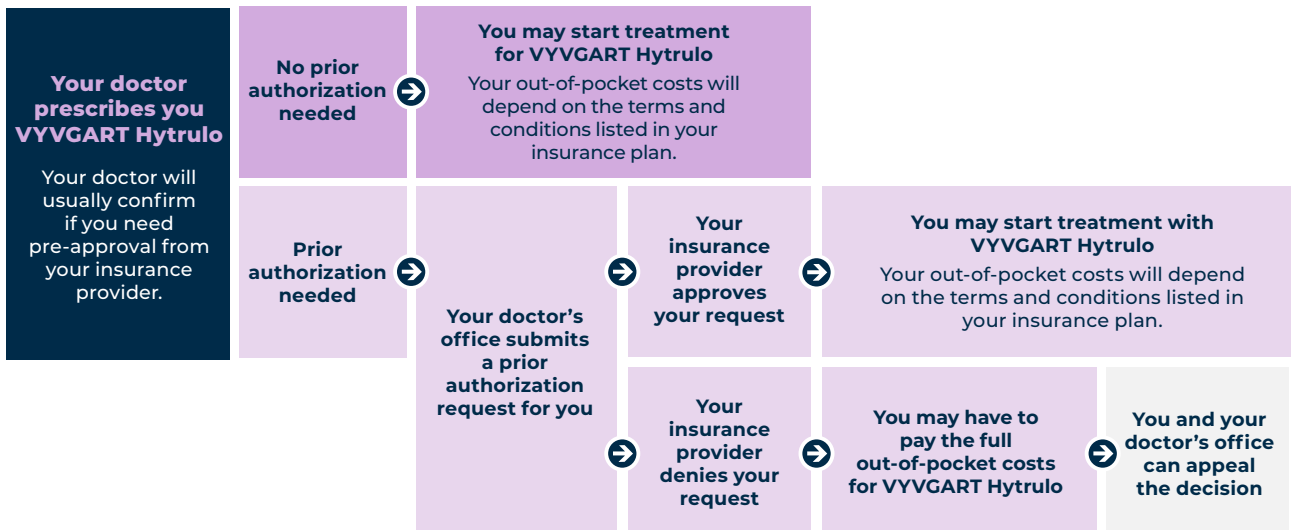 Your doctor
prescribes you
VYVGART Hytrulo
Your doctor will
usually confirm
if you need
pre-approval from
your insurance
provider.
No prior
authorization
needed
You may start treatment
for VYVGART Hytrulo
Your out-of-pocket costs will
depend on the terms and
conditions listed in your
insurance plan.
Prior
authorization
needed
Your doctor’s
office submits
a prior
authorization
request for you
Your
insurance
provider
approves
your request
You may start treatment with
VYVGART Hytrulo
Your out-of-pocket costs will depend
on the terms and conditions listed in
your insurance plan.
Your
insurance
provider
denies your
request
You may have to
pay the full
out-of-pocket costs
for VYVGART Hytrulo
You and your
doctor’s office
can appeal
the decision